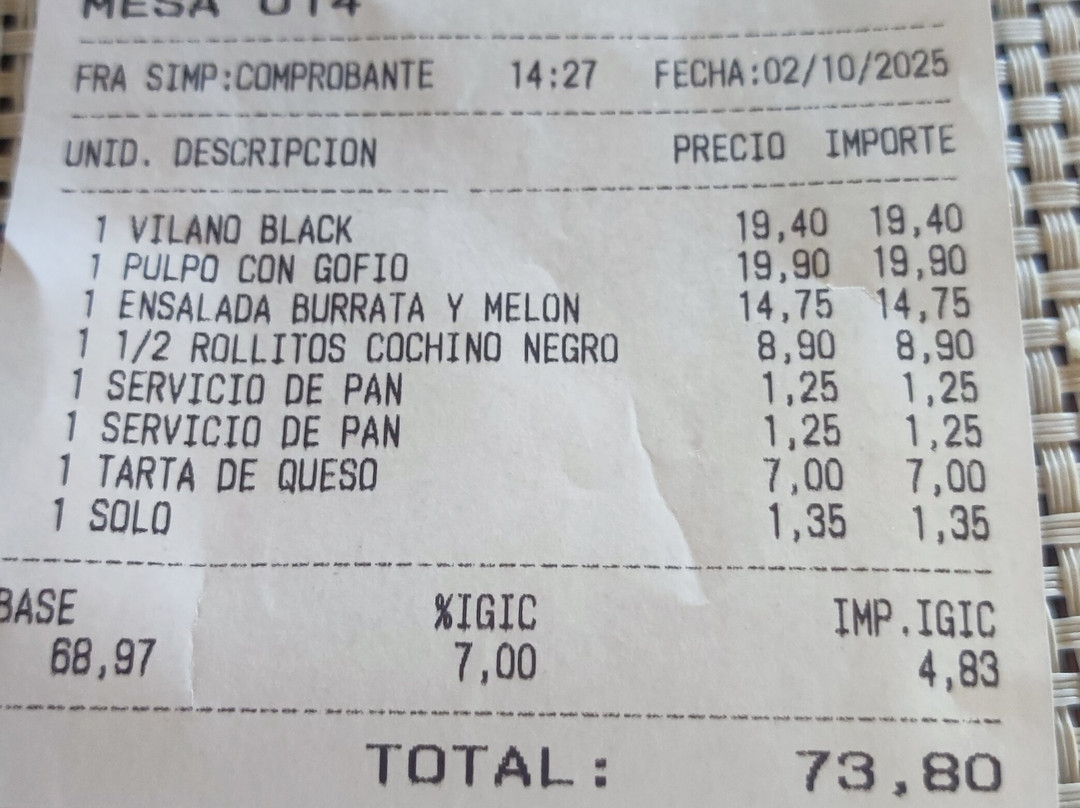 MESA 014
FRA SIMP:COMPROBANTE 14:27 FECHA:02/10/2025
UNID. DESCRIPCION PRECIO IMPORTE
1 VILANO BLACK 19,40 19,40
1 PULPO CON GOFIO 19,90 19,90
1 ENSALADA BURRATA Y MELON 14,75 14,75
1 1/2 ROLLITOS COCHINO NEGRO 8,90 8,90
1 SERVICIO DE PAN 1,25 1,25
1 SERVICIO DE PAN 1,25 1,25
1 TARTA DE QUESO 7,00 7,00
1 SOLO 1,35 1,35
BASE %IGIC IMP.IGIC
68,97 7,00 4,83
TOTAL: 73,80